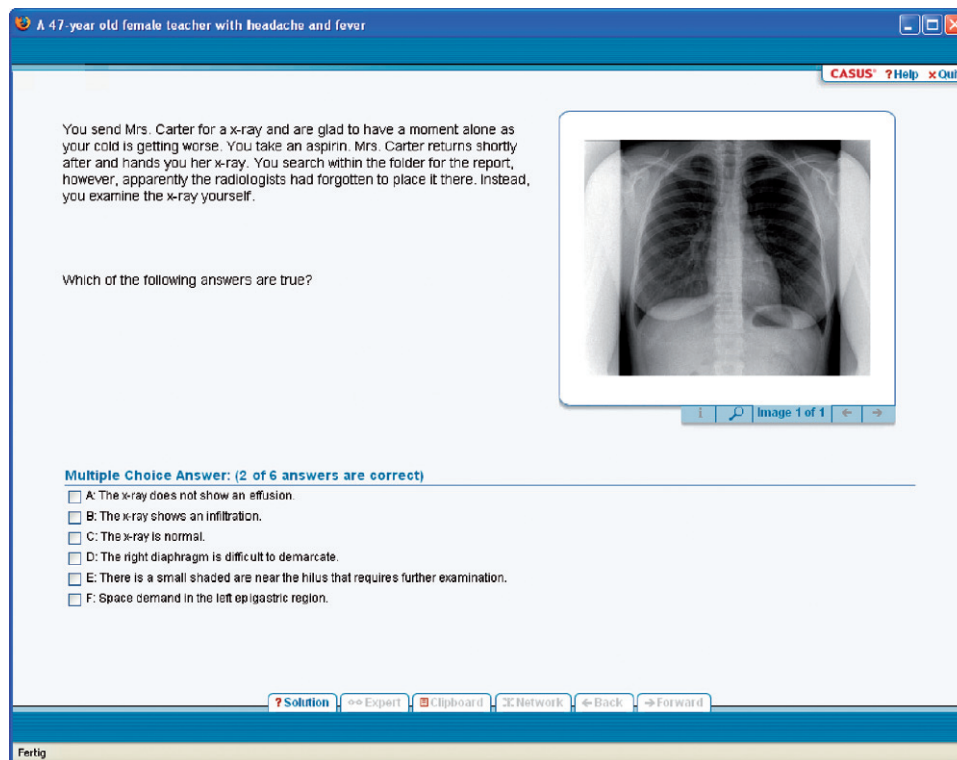 A 47-year old female teacher with headache and fever
CASUS® ?Help xQuit
You send Mrs. Carter for a x-ray and are glad to have a moment alone as
your cold is getting worse. You take an aspirin. Mrs. Carter returns shortly
after and hands you her x-ray. You search within the folder for the report,
however, apparently the radiologists had forgotten to place it there. Instead,
you examine the x-ray yourself.
Which of the following answers are true?
i Image 1 of 1
Multiple Choice Answer: (2 of 6 answers are correct)
A: The x-ray does not show an effusion.
B: The x-ray shows an infiltration.
C: The x-ray is normal.
D: The right diaphragm is difficult to demarcate.
E: There is a small shaded are near the hilus that requires further examination.
F: Space demand in the left epigastric region.
?Solution Expert Clipboard Network Back Forward
Fertig